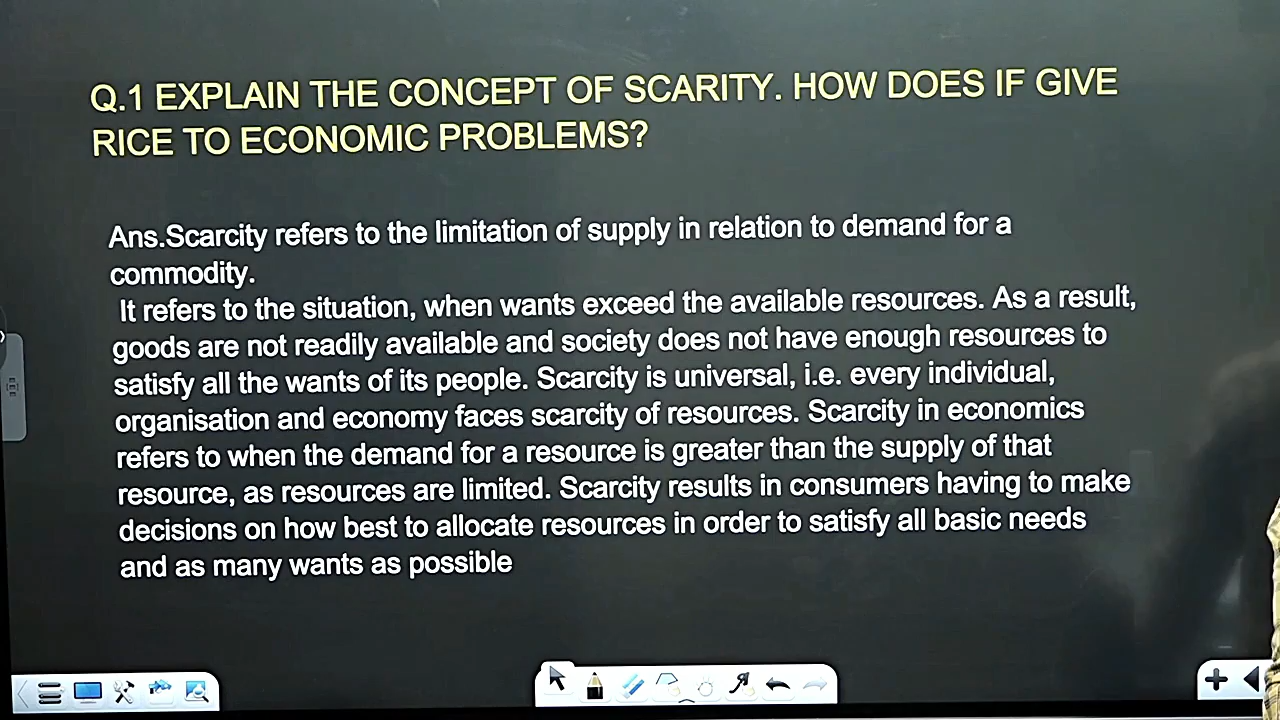 Q.1 EXPLAIN THE CONCEPT OF SCARITY. HOW DOES IF GIVE
RICE TO ECONOMIC PROBLEMS?
Ans.Scarcity refers to the limitation of supply in relation to demand for a
commodity.
It refers to the situation, when wants exceed the available resources. As a result,
goods are not readily available and society does not have enough resources to
satisfy all the wants of its people. Scarcity is universal, i.e. every individual,
organisation and economy faces scarcity of resources. Scarcity in economics
refers to when the demand for a resource is greater than the supply of that
resource, as resources are limited. Scarcity results in consumers having to make
decisions on how best to allocate resources in order to satisfy all basic needs
and as many wants as possible